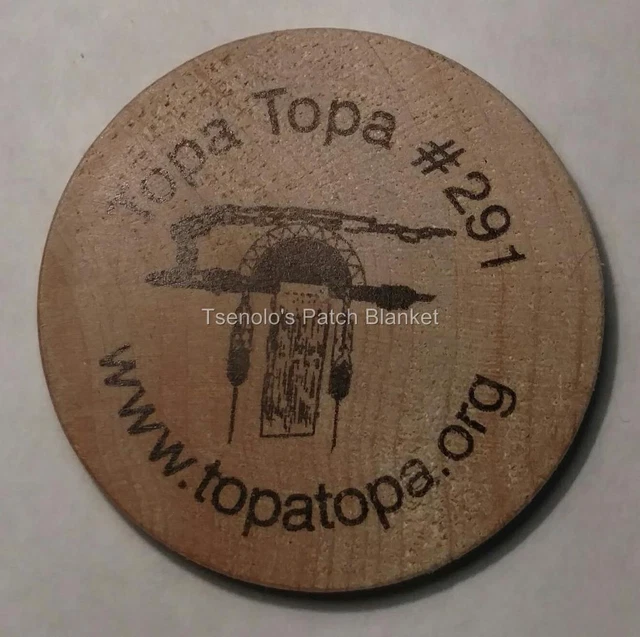 Topa Topa #291
Tsenolo's Patch Blanket
www.topatopa.org